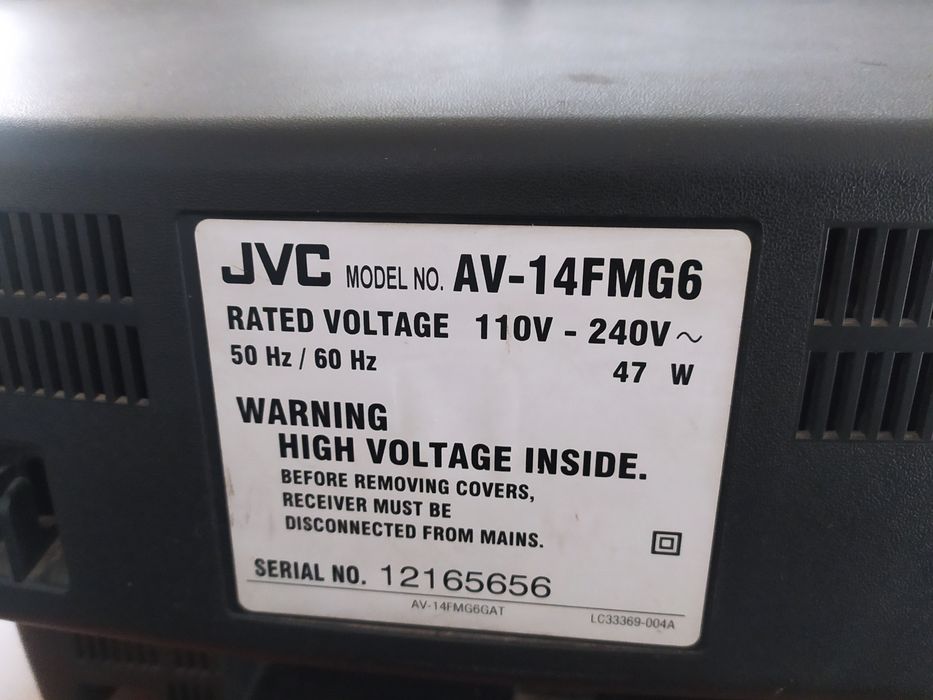 JVC MODEL NO. AV-14FMG6
RATED VOLTAGE 110V - 240V~
50 Hz / 60 Hz 47 W
WARNING
HIGH VOLTAGE INSIDE.
BEFORE REMOVING COVERS,
RECEIVER MUST BE
DISCONNECTED FROM MAINS.
SERIAL NO. 12165656
AV-14FMG6GAT LC33369-004A